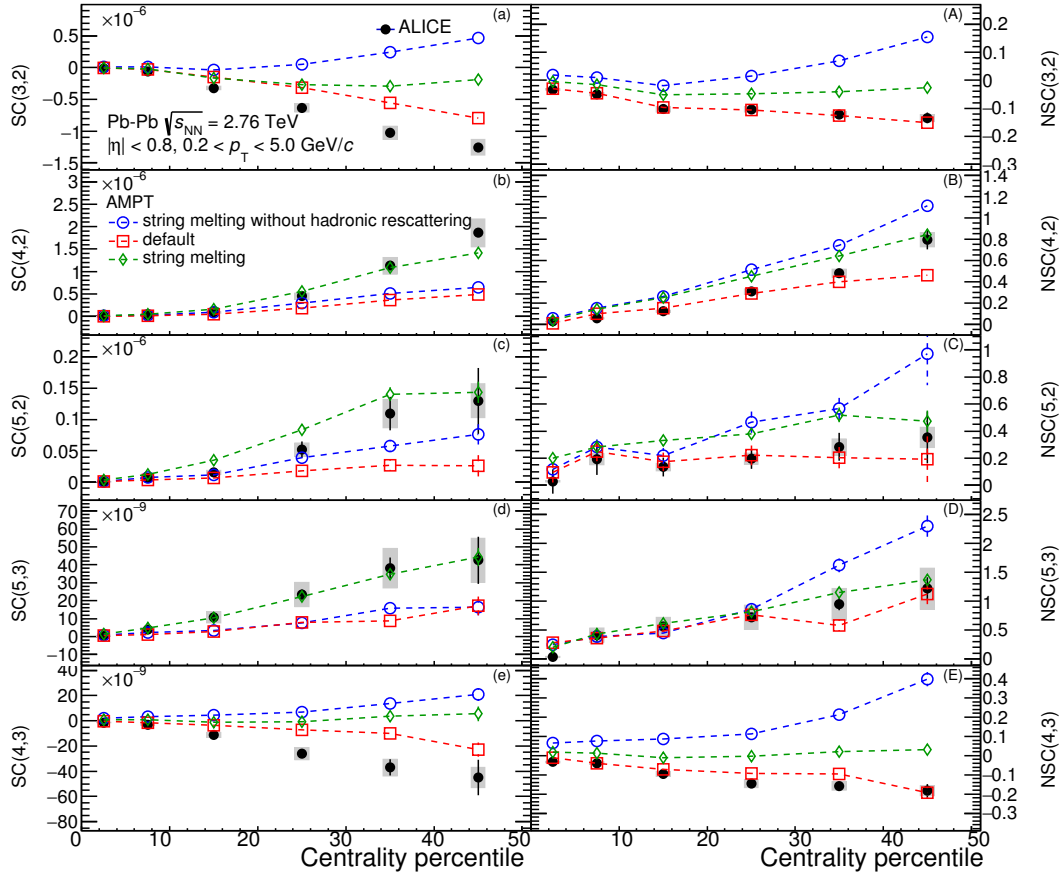 ×10⁻⁶
(a)
ALICE
0.5
0
−0.5
−1
−1.5
SC(3,2)
Pb-Pb √s_NN = 2.76 TeV
|η| < 0.8, 0.2 < p_T < 5.0 GeV/c
(A)
0.2
0.1
0
−0.1
−0.2
−0.3
NSC(3,2)
×10⁻⁶
(b)
3
2.5
2
1.5
1
0.5
0
SC(4,2)
AMPT
string melting without hadronic rescattering
default
string melting
(B)
1.4
1.2
1
0.8
0.6
0.4
0.2
0
NSC(4,2)
×10⁻⁶
(c)
0.2
0.15
0.1
0.05
0
SC(5,2)
(C)
1
0.8
0.6
0.4
0.2
0
NSC(5,2)
×10⁻⁹
(d)
70
60
50
40
30
20
10
0
−10
SC(5,3)
(D)
2.5
2
1.5
1
0.5
0
NSC(5,3)
×10⁻⁹
(e)
40
20
0
−20
−40
−60
−80
SC(4,3)
(E)
0.4
0.3
0.2
0.1
0
−0.1
−0.2
−0.3
NSC(4,3)
0 10 20 30 40 50
10 20 30 40 50
Centrality percentile
Centrality percentile